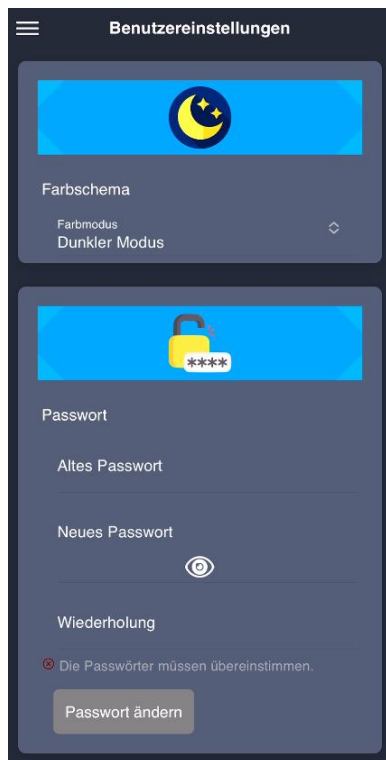 Benutzereinstellungen
Farbschema
Farbmodus
Dunkler Modus
****
Passwort
Altes Passwort
Neues Passwort
Wiederholung
Die Passwörter müssen übereinstimmen.
Passwort ändern